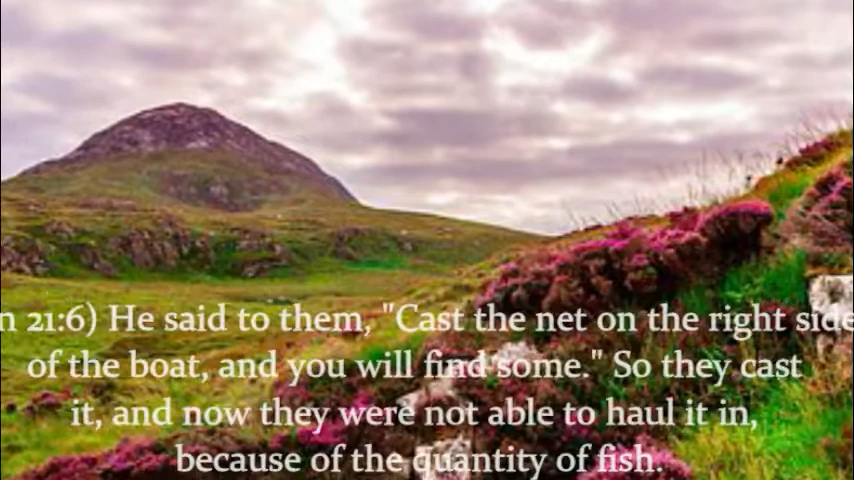 n 21:6) He said to them, "Cast the net on the right side
of the boat, and you will find some." So they cast
it, and now they were not able to haul it in,
because of the quantity of fish.